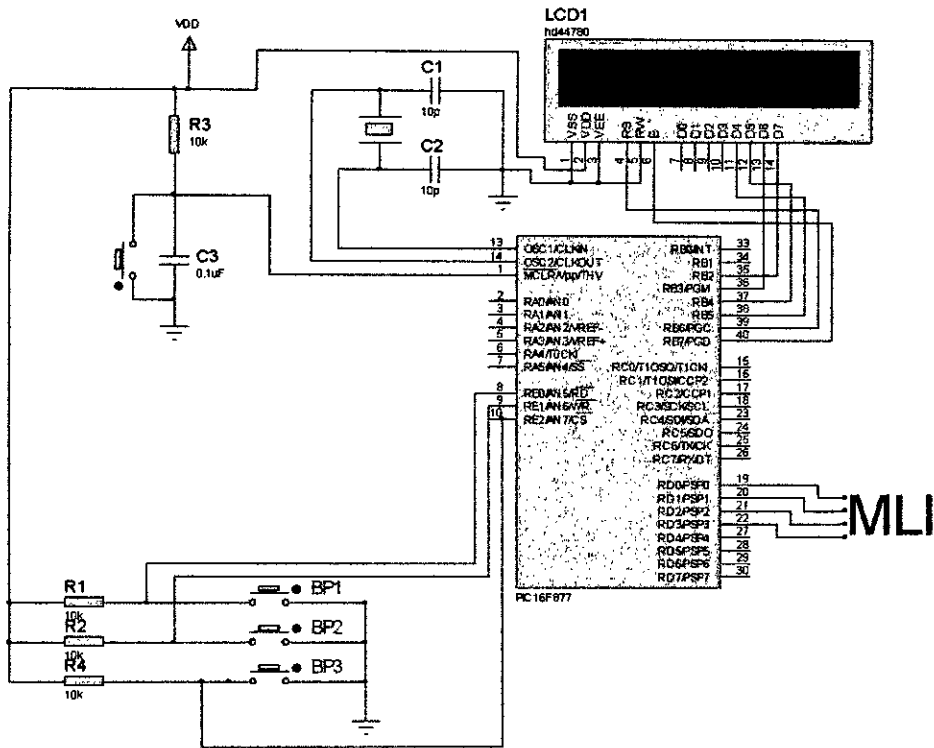 VDD
LCD1
hd44780
VSS VDD VEE RS RW E D0 D1 D2 D3 D4 D5 D6 D7
1 2 3 4 5 6 7 8 9 10 11 12 13 14
R3
10k
C1
10p
C2
10p
C3
0.1uF
13 OSC1/CLKIN
14 OSC2/CLKOUT
1 MCLR/Vpp/THV
2 RA0/AN0
3 RA1/AN1
4 RA2/AN2/VREF-
5 RA3/AN3/VREF+
6 RA4/T0CKI
7 RA5/AN4/SS
8 RE0/AN5/RD
9 RE1/AN6/WR
10 RE2/AN7/CS
RB0/INT 33
RB1 34
RB2 35
RB3/PGM 36
RB4 37
RB5 38
RB6/PGC 39
RB7/PGD 40
RC0/T1OSO/T1CKI 15
RC1/T1OSI/CCP2 16
RC2/CCP1 17
RC3/SCK/SCL 18
RC4/SDI/SDA 23
RC5/SDO 24
RC6/TX/CK 25
RC7/RX/DT 26
RD0/PSP0 19
RD1/PSP1 20
RD2/PSP2 21
RD3/PSP3 22
RD4/PSP4 27
RD5/PSP5 28
RD6/PSP6 29
RD7/PSP7 30
PIC16F877
MLI
R1
10k
BP1
R2
10k
BP2
R4
10k
BP3